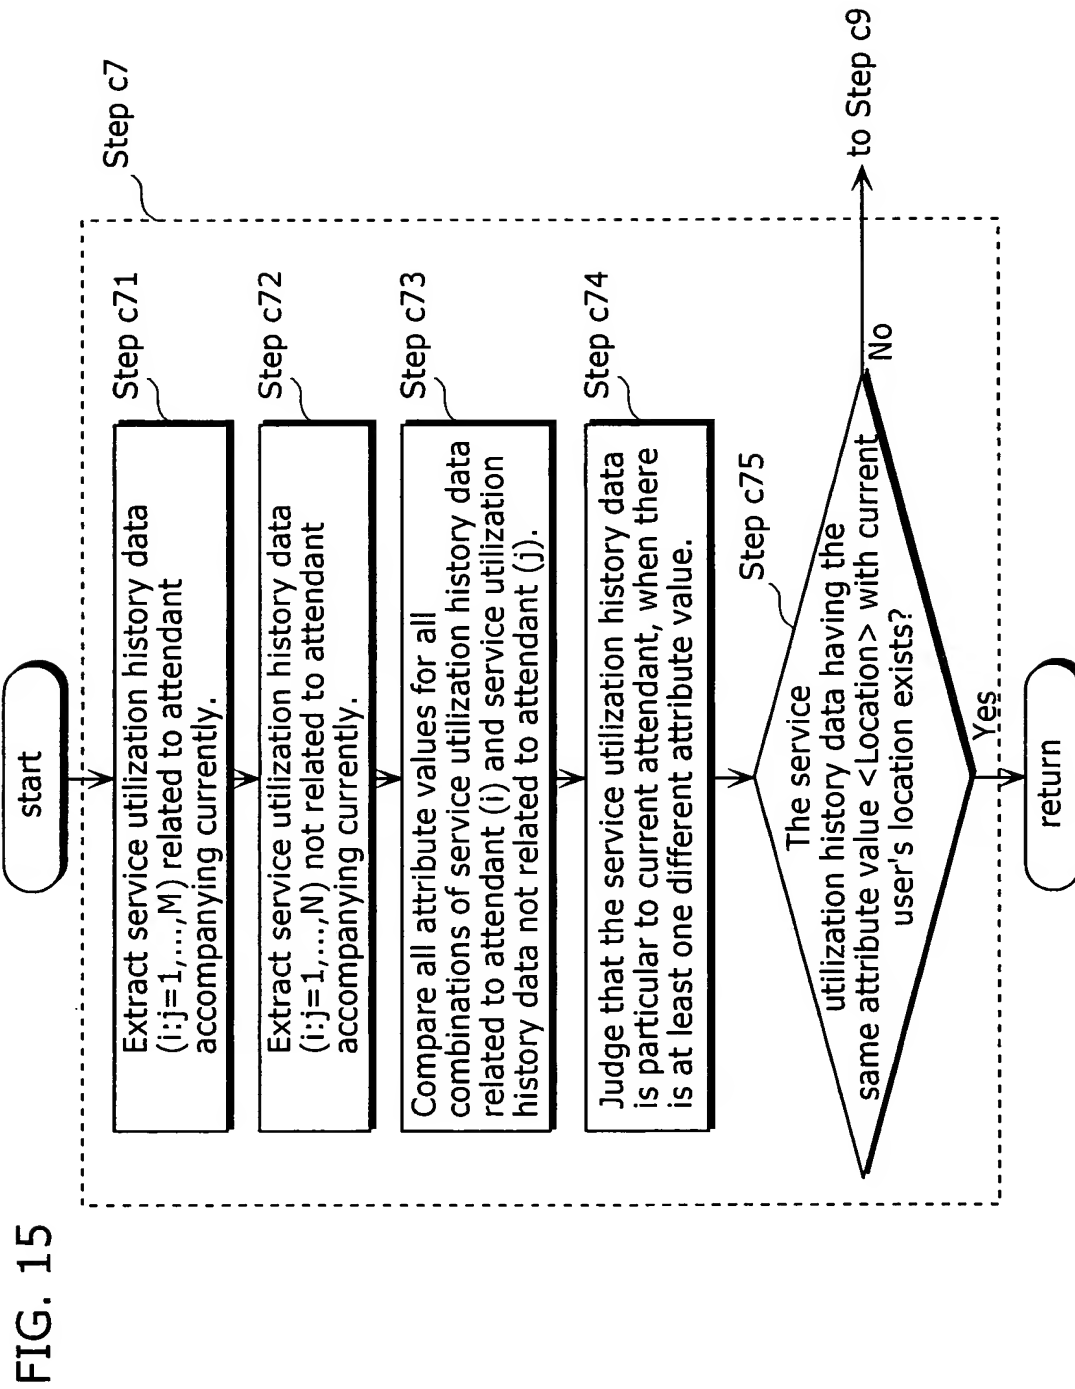 FIG. 15
start
Step c7
Step c71
Extract service utilization history data
(i:j=1,...,M) related to attendant
accompanying currently.
Step c72
Extract service utilization history data
(i:j=1,...,N) not related to attendant
accompanying currently.
Step c73
Compare all attribute values for all
combinations of service utilization history data
related to attendant (i) and service utilization
history data not related to attendant (j).
Step c74
Judge that the service utilization history data
is particular to current attendant, when there
is at least one different attribute value.
Step c75
The service
utilization history data having the
same attribute value <Location> with current
user's location exists?
No
to Step c9
Yes
return